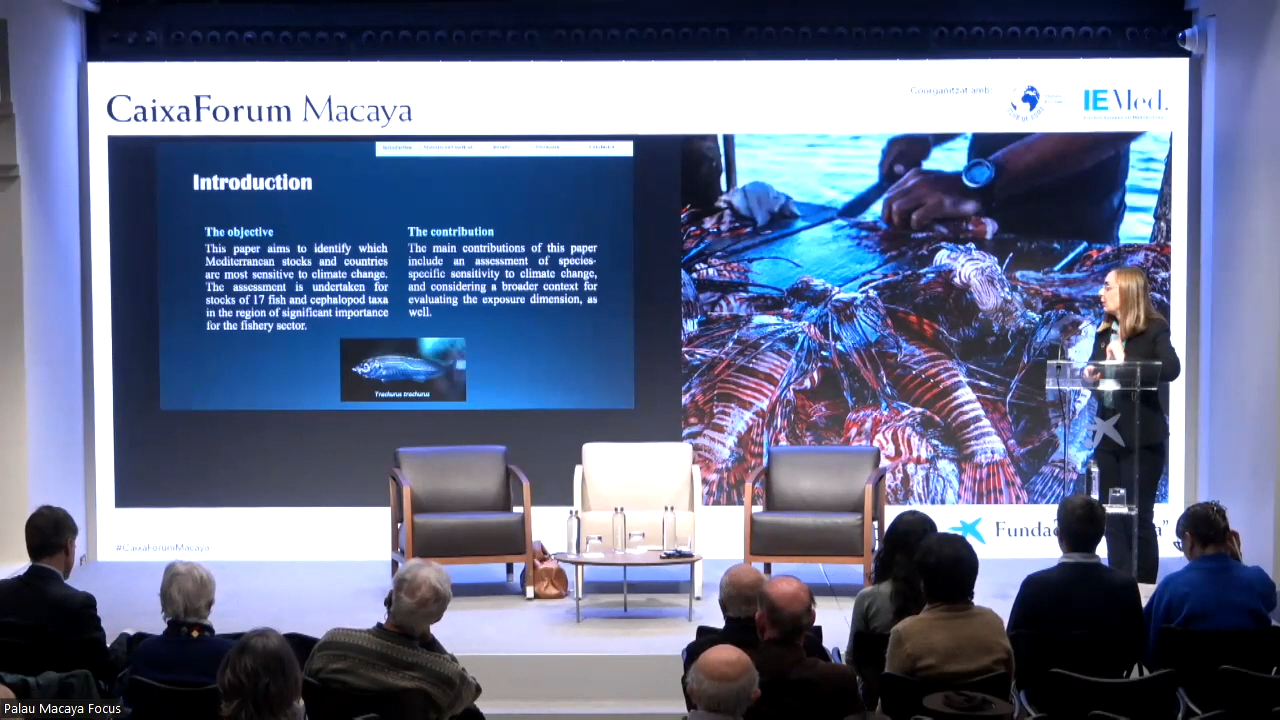 CaixaForum Macaya
Coorganitzat amb:
IEMed.
Introduction
The objective
This paper aims to identify which
Mediterranean stocks and countries
are most sensitive to climate change.
The assessment is undertaken for
stocks of 17 fish and cephalopod taxa
in the region of significant importance
for the fishery sector.
The contribution
The main contributions of this paper
include an assessment of species-
specific sensitivity to climate change,
and considering a broader context for
evaluating the exposure dimension, as
well.
Trachurus trachurus
#CaixaForumMacaya
Palau Macaya Focus